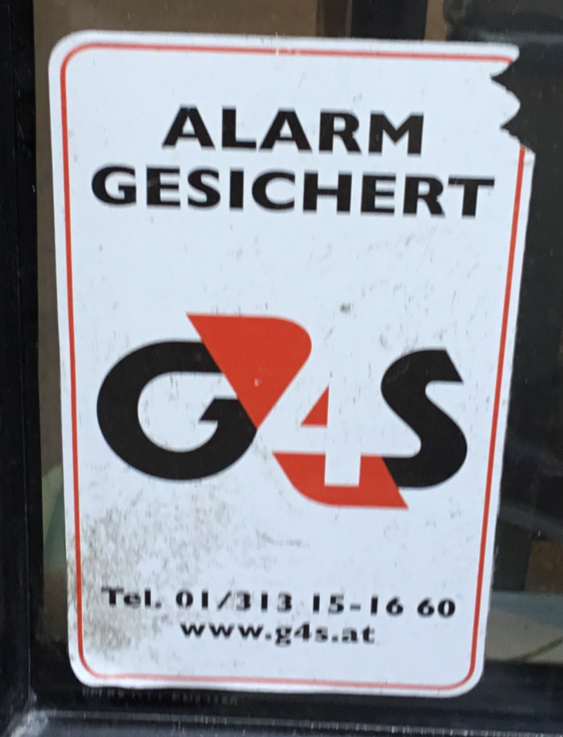 ALARM
GESICHERT
G4S
Tel. 01/313 15-16 60
www.g4s.at